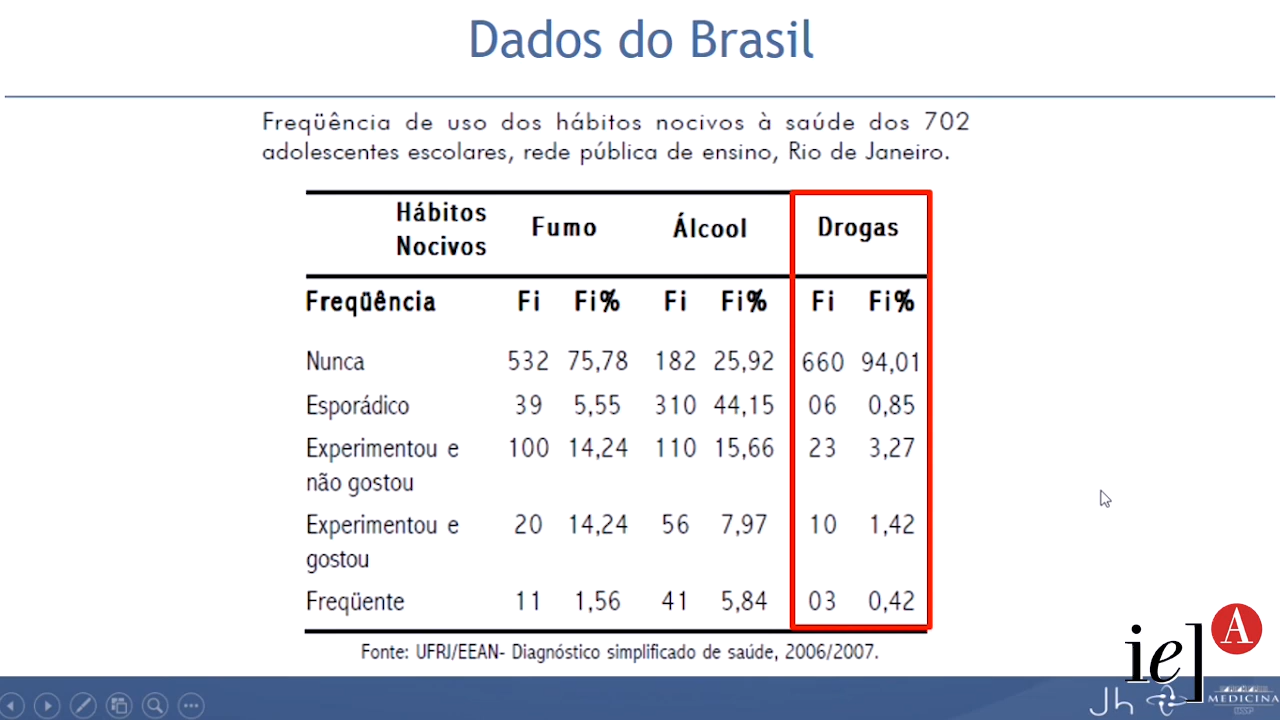 Dados do Brasil
Freqüência de uso dos hábitos nocivos à saúde dos 702
adolescentes escolares, rede pública de ensino, Rio de Janeiro.
Hábitos
Nocivos Fumo Álcool Drogas
Freqüência Fi Fi% Fi Fi% Fi Fi%
Nunca 532 75,78 182 25,92 660 94,01
Esporádico 39 5,55 310 44,15 06 0,85
Experimentou e 100 14,24 110 15,66 23 3,27
não gostou
Experimentou e 20 14,24 56 7,97 10 1,42
gostou
Freqüente 11 1,56 41 5,84 03 0,42
Fonte: UFRJ/EEAN- Diagnóstico simplificado de saúde, 2006/2007.
iea] A
Jh
MEDICINA